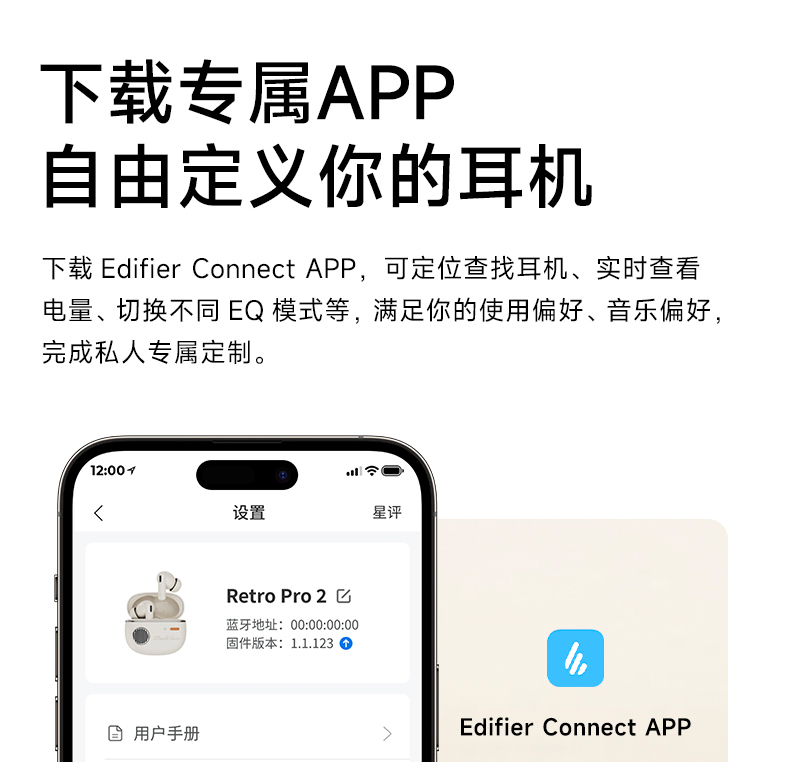 下载专属APP
自由定义你的耳机
下载 Edifier Connect APP，可定位查找耳机、实时查看
电量、切换不同 EQ 模式等，满足你的使用偏好、音乐偏好，
完成私人专属定制。
12:00
设置
星评
Retro Pro 2
蓝牙地址：00:00:00:00
固件版本：1.1.123
用户手册
Edifier Connect APP